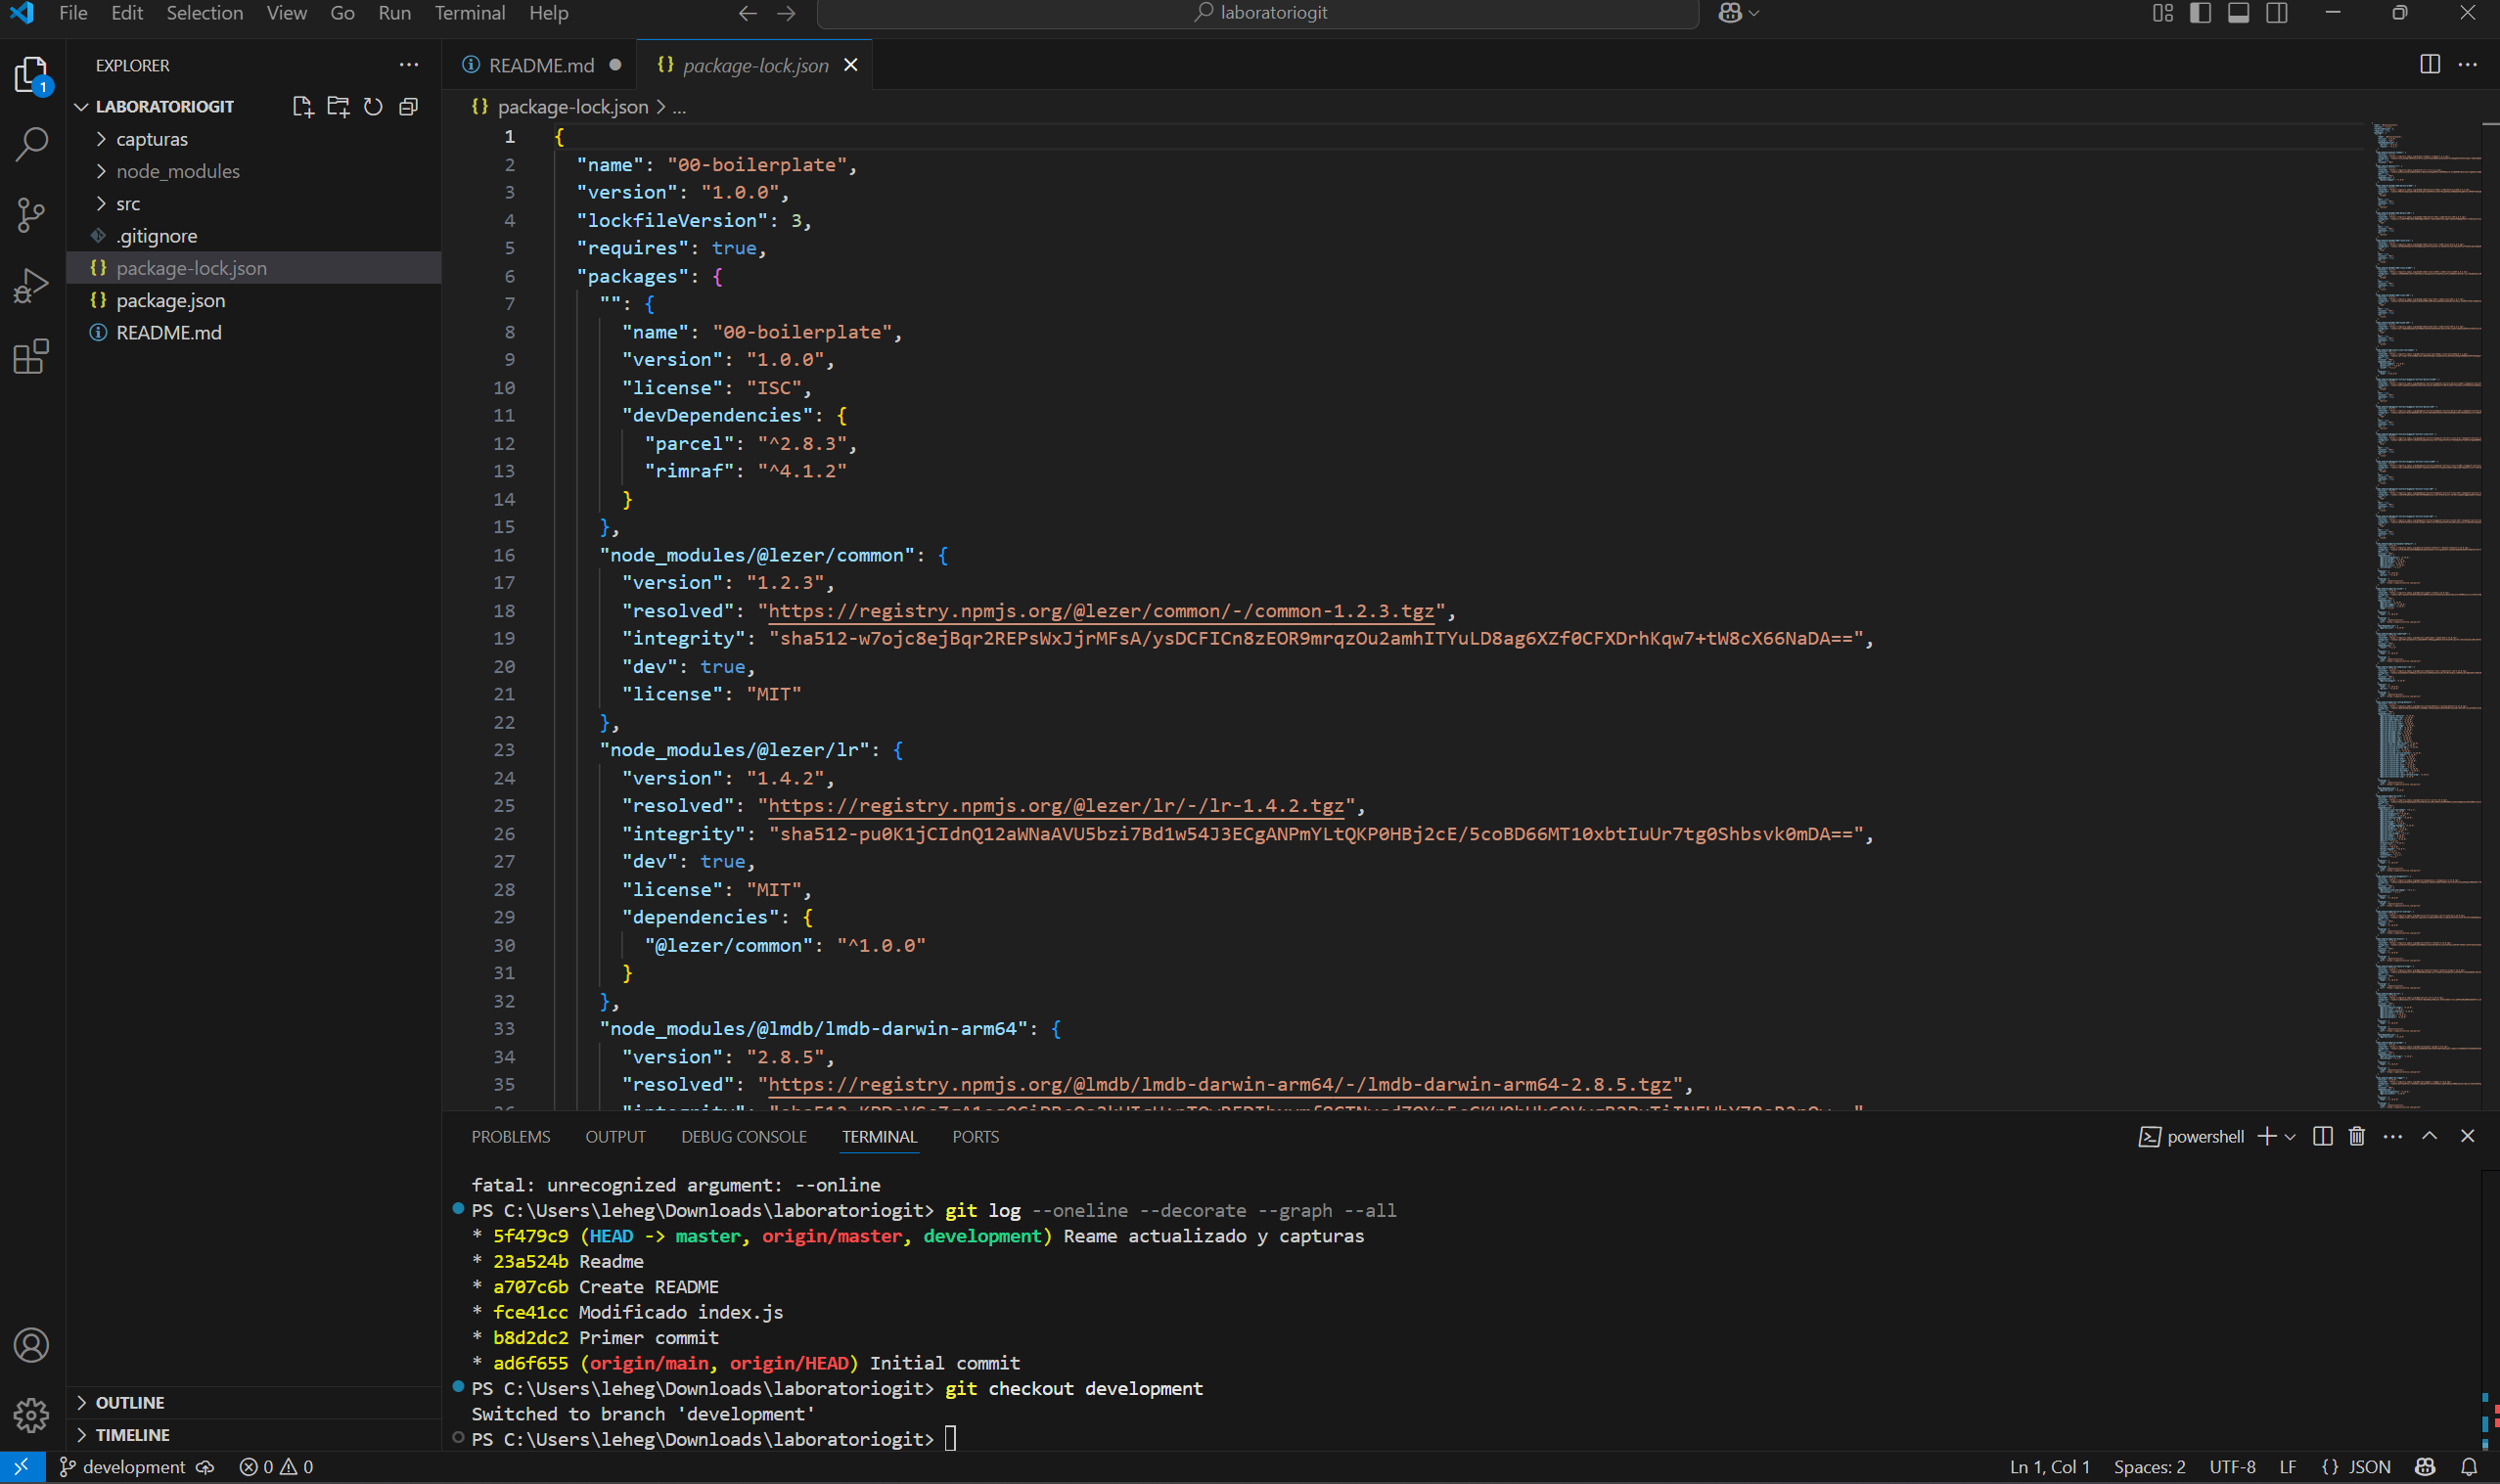 File Edit Selection View Go Run Terminal Help
laboratoriogit
EXPLORER
LABORATORIOGIT
capturas
node_modules
src
.gitignore
package-lock.json
package.json
README.md
OUTLINE
TIMELINE
1
README.md
package-lock.json
package-lock.json > ...
1 {
2 "name": "00-boilerplate",
3 "version": "1.0.0",
4 "lockfileVersion": 3,
5 "requires": true,
6 "packages": {
7 "": {
8 "name": "00-boilerplate",
9 "version": "1.0.0",
10 "license": "ISC",
11 "devDependencies": {
12 "parcel": "^2.8.3",
13 "rimraf": "^4.1.2"
14 }
15 },
16 "node_modules/@lezer/common": {
17 "version": "1.2.3",
18 "resolved": "https://registry.npmjs.org/@lezer/common/-/common-1.2.3.tgz",
19 "integrity": "sha512-w7ojc8ejBqr2REPsWxJjrMFsA/ysDCFICn8zEOR9mrqzOu2amhITYuLD8ag6XZf0CFXDrhKqw7+tW8cX66NaDA==",
20 "dev": true,
21 "license": "MIT"
22 },
23 "node_modules/@lezer/lr": {
24 "version": "1.4.2",
25 "resolved": "https://registry.npmjs.org/@lezer/lr/-/lr-1.4.2.tgz",
26 "integrity": "sha512-pu0K1jCIdnQ12aWNaAVU5bzi7Bd1w54J3ECgANPmYLtQKP0HBj2cE/5coBD66MT10xbtIuUr7tg0Shbsvk0mDA==",
27 "dev": true,
28 "license": "MIT",
29 "dependencies": {
30 "@lezer/common": "^1.0.0"
31 }
32 },
33 "node_modules/@lmdb/lmdb-darwin-arm64": {
34 "version": "2.8.5",
35 "resolved": "https://registry.npmjs.org/@lmdb/lmdb-darwin-arm64/-/lmdb-darwin-arm64-2.8.5.tgz",
PROBLEMS OUTPUT DEBUG CONSOLE TERMINAL PORTS
powershell
fatal: unrecognized argument: --online
PS C:\Users\leheg\Downloads\laboratoriogit> git log --oneline --decorate --graph --all
* 5f479c9 (HEAD -> master, origin/master, development) Reame actualizado y capturas
* 23a524b Readme
* a707c6b Create README
* fce41cc Modificado index.js
* b8d2dc2 Primer commit
* ad6f655 (origin/main, origin/HEAD) Initial commit
PS C:\Users\leheg\Downloads\laboratoriogit> git checkout development
Switched to branch 'development'
PS C:\Users\leheg\Downloads\laboratoriogit>
development 0 0
Ln 1, Col 1 Spaces: 2 UTF-8 LF {} JSON